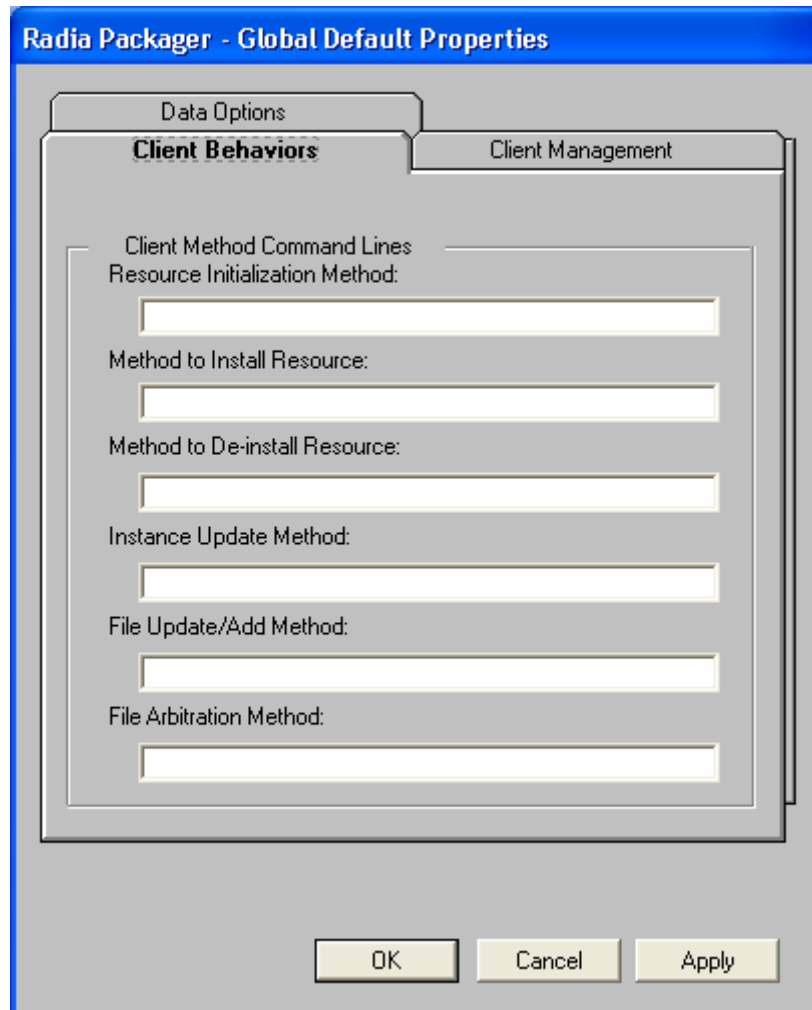 Radia Packager - Global Default Properties
Data Options
Client Behaviors
Client Management
Client Method Command Lines
Resource Initialization Method:
Method to Install Resource:
Method to De-install Resource:
Instance Update Method:
File Update/Add Method:
File Arbitration Method:
OK
Cancel
Apply